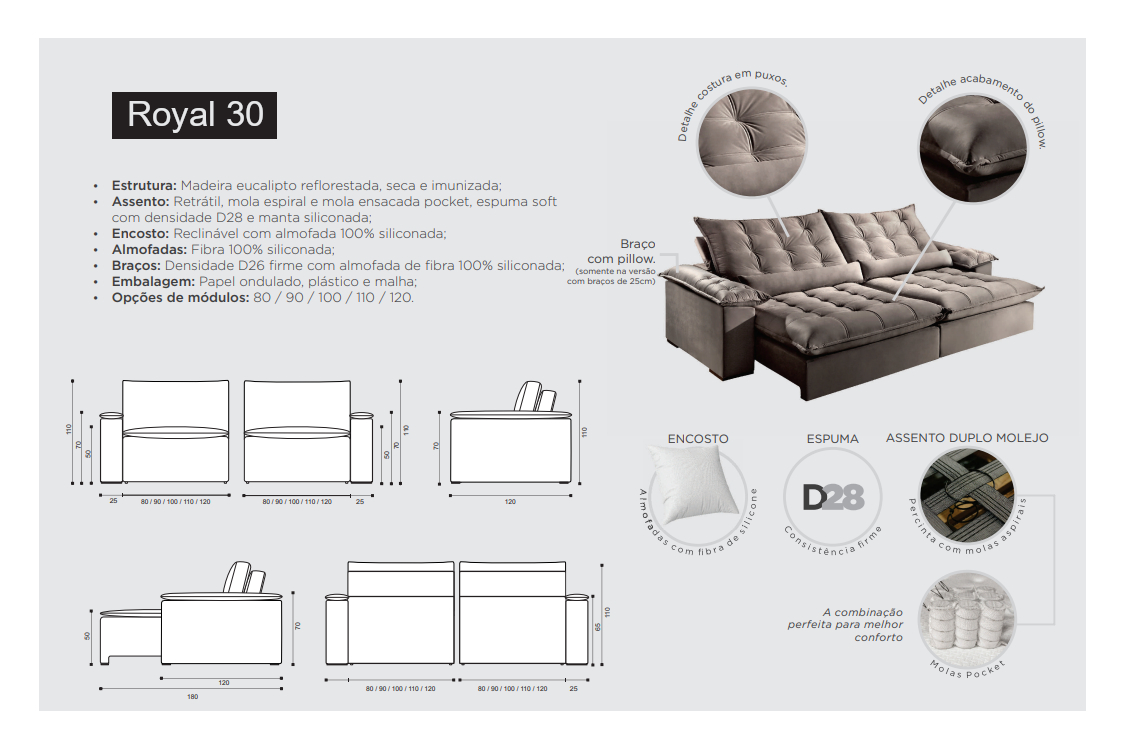 Royal 30
• Estrutura: Madeira eucalipto reflorestada, seca e imunizada;
• Assento: Retrátil, mola espiral e mola ensacada pocket, espuma soft
com densidade D28 e manta siliconada;
• Encosto: Reclinável com almofada 100% siliconada;
• Almofadas: Fibra 100% siliconada;
• Braços: Densidade D26 firme com almofada de fibra 100% siliconada;
• Embalagem: Papel ondulado, plástico e malha;
• Opções de módulos: 80 / 90 / 100 / 110 / 120.
Detalhe costura em puxos.
Detalhe acabamento do pillow.
Braço
com pillow.
(somente na versão
com braços de 25cm)
110
70
50
25
80 / 90 / 100 / 110 / 120
80 / 90 / 100 / 110 / 120
25
50
70
110
70
110
120
ENCOSTO
Almofadas com fibra de silicone
ESPUMA
D28
Consistência firme
ASSENTO DUPLO MOLEJO
Percinta com molas aspirais
A combinação
perfeita para melhor
conforto
Molas Pocket
50
70
120
180
80 / 90 / 100 / 110 / 120
80 / 90 / 100 / 110 / 120
25
65
110